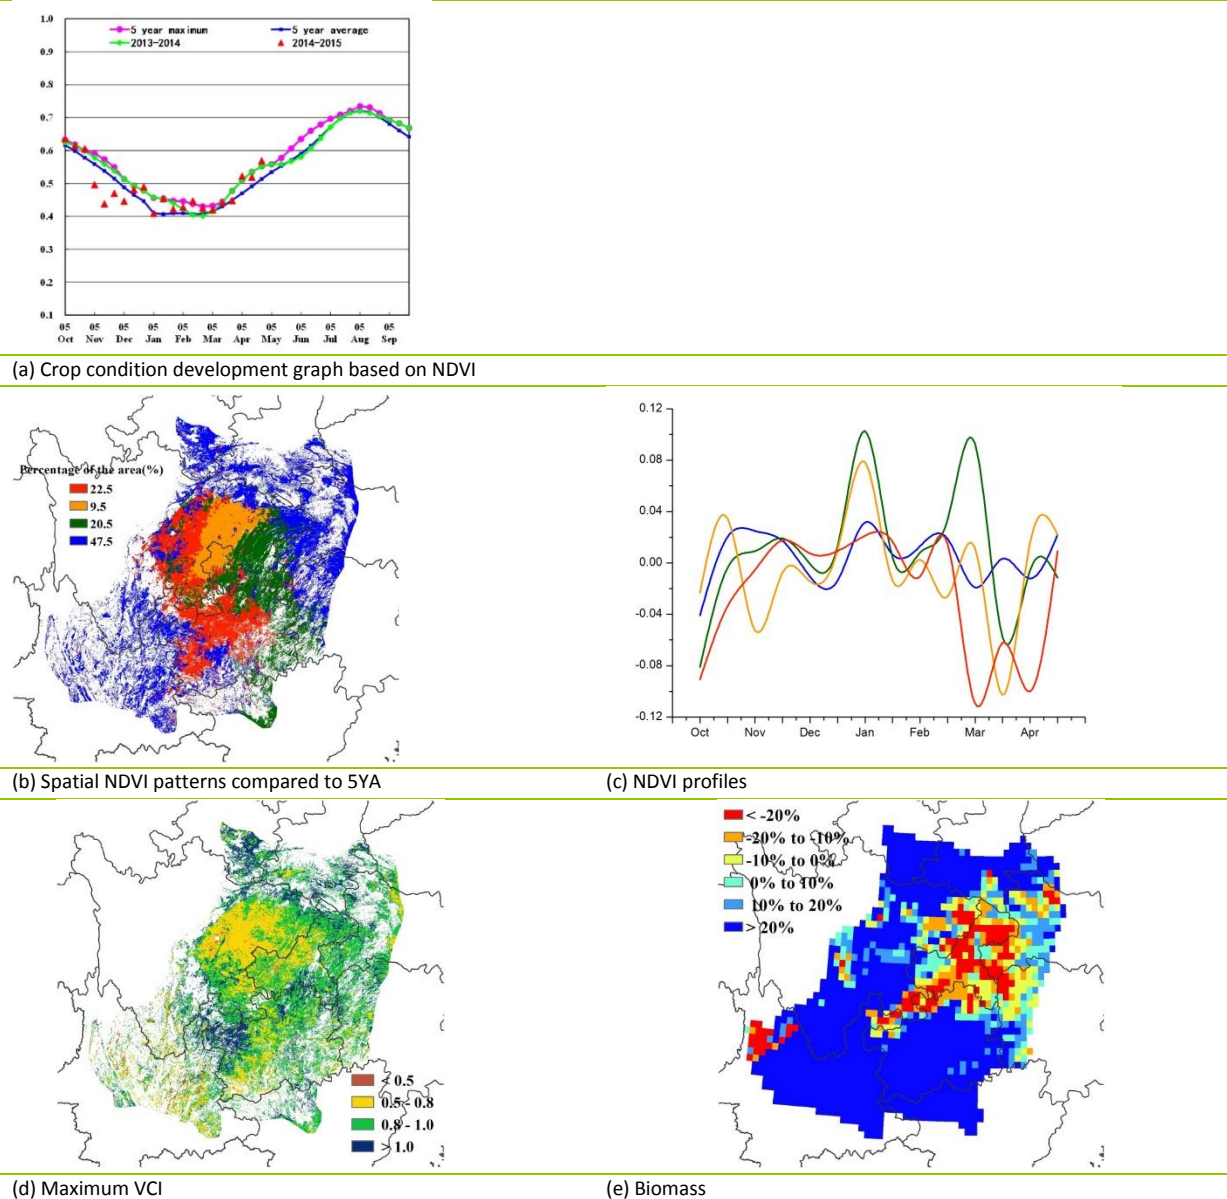 1.0
0.9
0.8
0.7
0.6
0.5
0.4
0.3
0.2
0.1
5 year maximum 5 year average
2013-2014 2014-2015
05 05 05 05 05 05 05 05 05 05 05 05
Oct Nov Dec Jan Feb Mar Apr May Jun Jul Aug Sep
(a) Crop condition development graph based on NDVI
Percentage of the area(%)
22.5
9.5
20.5
47.5
0.12
0.08
0.04
0.00
-0.04
-0.08
-0.12
Oct Nov Dec Jan Feb Mar Apr
(b) Spatial NDVI patterns compared to 5YA (c) NDVI profiles
< 0.5
0.5 - 0.8
0.8 - 1.0
> 1.0
< -20%
-20% to -10%
-10% to 0%
0% to 10%
10% to 20%
> 20%
(d) Maximum VCI (e) Biomass